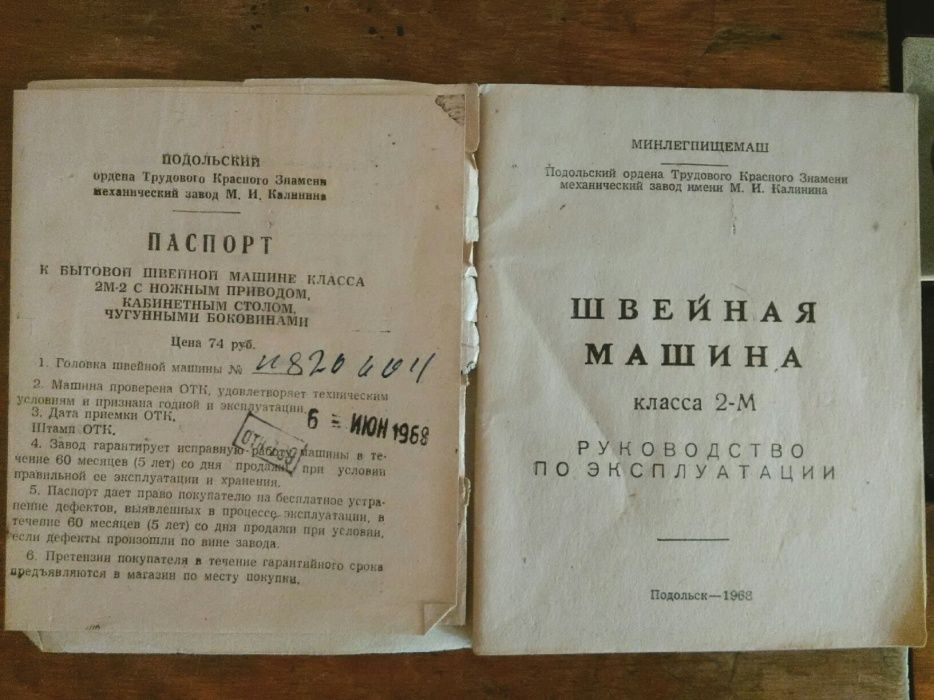 ПОДОЛЬСКИЙ
ордена Трудового Красного Знамени
механический завод М. И. Калинина
ПАСПОРТ
К БЫТОВОЙ ШВЕЙНОЙ МАШИНЕ КЛАССА
2М-2 С НОЖНЫМ ПРИВОДОМ,
КАБИНЕТНЫМ СТОЛОМ,
ЧУГУННЫМИ БОКОВИНАМИ
Цена 74 руб.
1. Головка швейной машины №
2. Машина проверена ОТК, удовлетворяет техническим
условиям и признана годной и эксплуатации.
3. Дата приемки ОТК. 6 = ИЮН 1968
Штамп ОТК.
4. Завод гарантирует исправную работу машины в те-
чение 60 месяцев (5 лет) со дня продажи при условии
правильной ее эксплуатации и хранения.
5. Паспорт дает право покупателю на бесплатное устра-
нение дефектов, выявленных в процессе эксплуатации, в
течение 60 месяцев (5 лет) со дня продажи при условии,
если дефекты произошли по вине завода.
6. Претензии покупателя в течение гарантийного срока
предъявляются в магазин по месту покупки.
МИНЛЕГПИЩЕМАШ
Подольский ордена Трудового Красного Знамени
механический завод имени М. И. Калинина
ШВЕЙНАЯ
МАШИНА
класса 2-М
РУКОВОДСТВО
ПО ЭКСПЛУАТАЦИИ
Подольск—1968